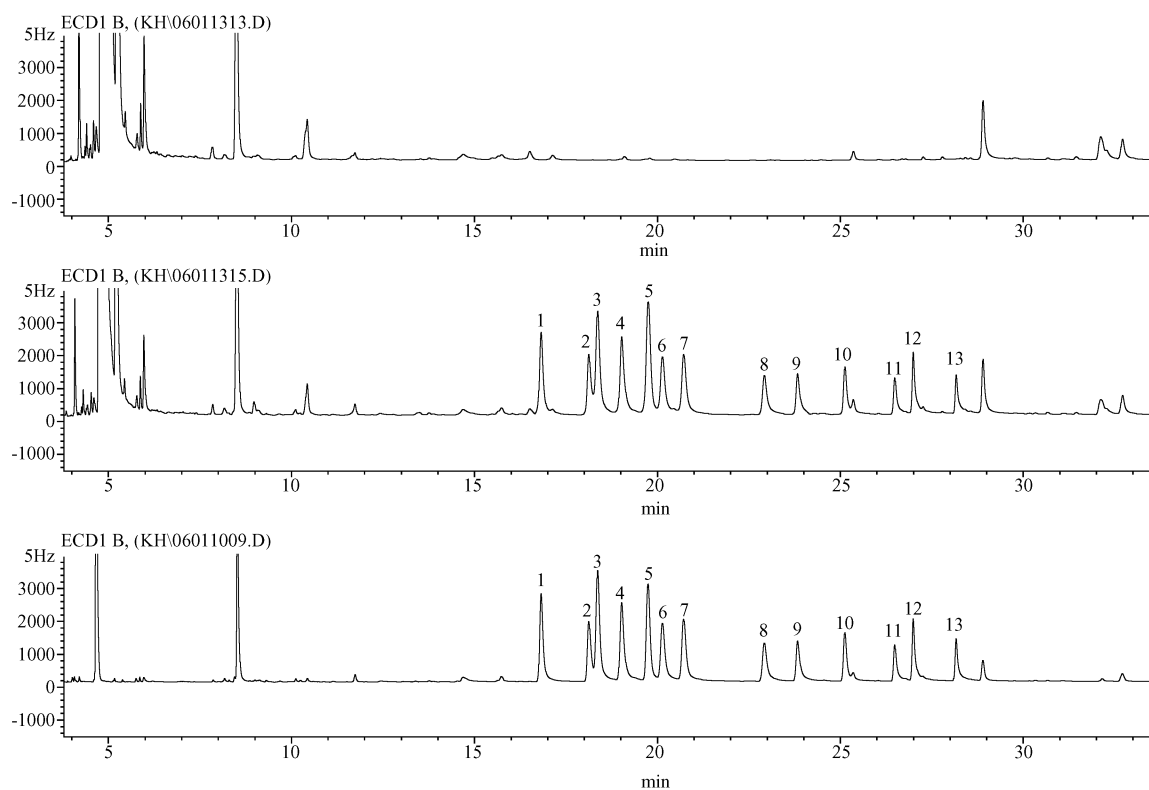 ECD1 B, (KH\06011313.D)
5Hz
3000
2000
1000
0
-1000
5 10 15 20 25 30
min
ECD1 B, (KH\06011315.D)
5Hz
3000
2000
1000
0
-1000
1 2 3 4 5 6 7 8 9 10 11 12 13
5 10 15 20 25 30
min
ECD1 B, (KH\06011009.D)
5Hz
3000
2000
1000
0
-1000
1 2 3 4 5 6 7 8 9 10 11 12 13
5 10 15 20 25 30
min